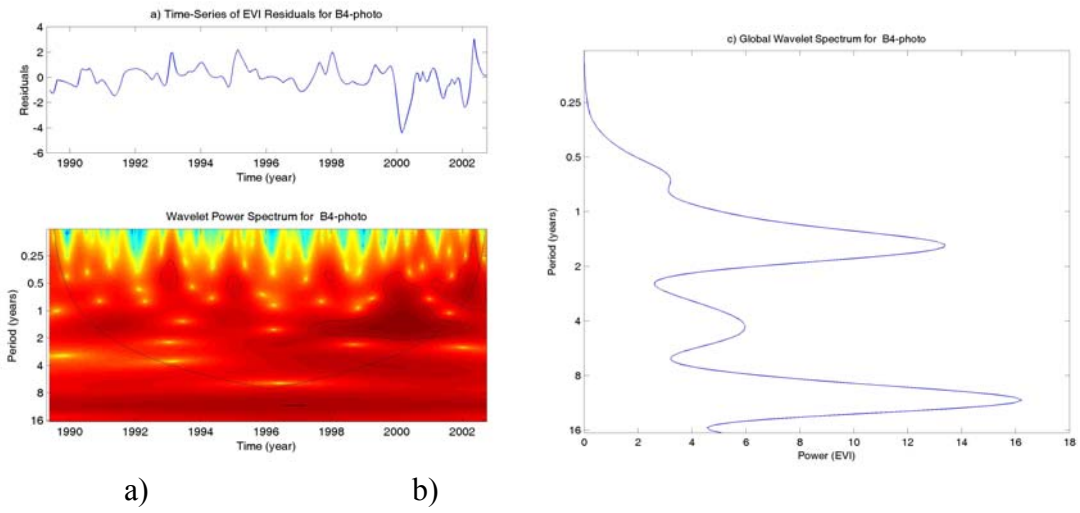 a) Time-Series of EVI Residuals for B4-photo
Residuals
4
2
0
-2
-4
-6
1990 1992 1994 1996 1998 2000 2002
Time (year)
Wavelet Power Spectrum for B4-photo
Period (years)
0.25
0.5
1
2
4
8
16
1990 1992 1994 1996 1998 2000 2002
Time (year)
c) Global Wavelet Spectrum for B4-photo
Period (years)
0.25
0.5
1
2
4
8
16
0 2 4 6 8 10 12 14 16 18
Power (EVI)
a) b)